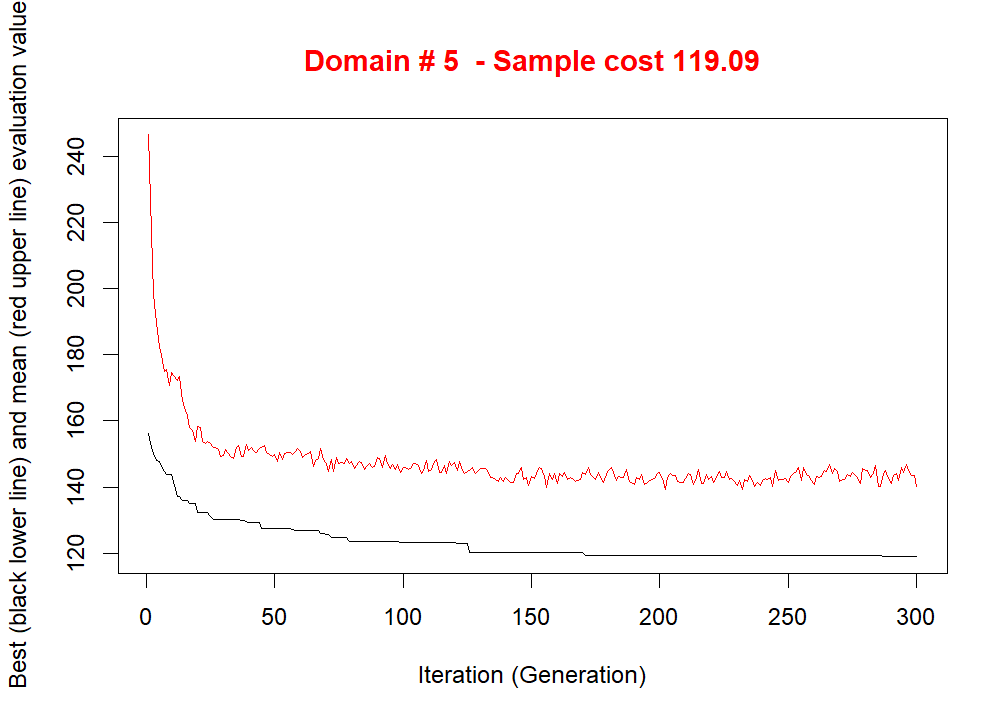 Domain # 5  - Sample cost 119.09
Best (black lower line) and mean (red upper line) evaluation value
240
220
200
180
160
140
120
0 50 100 150 200 250 300
Iteration (Generation)